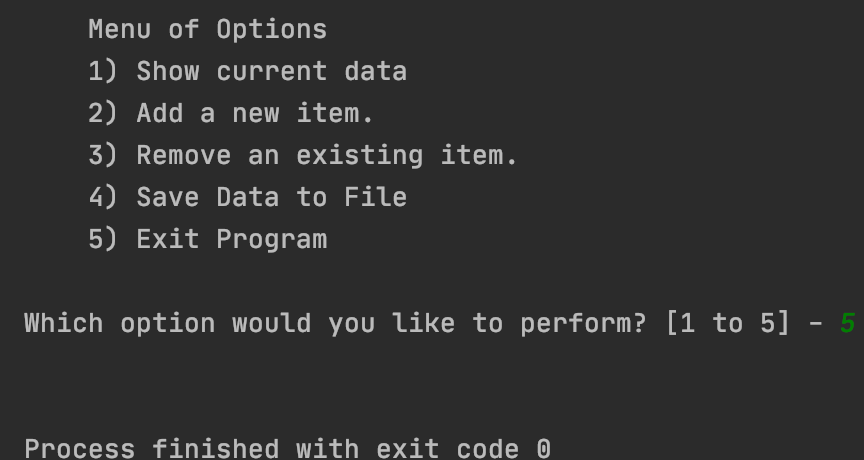 Menu of Options
1) Show current data
2) Add a new item.
3) Remove an existing item.
4) Save Data to File
5) Exit Program
Which option would you like to perform? [1 to 5] - 5
Process finished with exit code 0